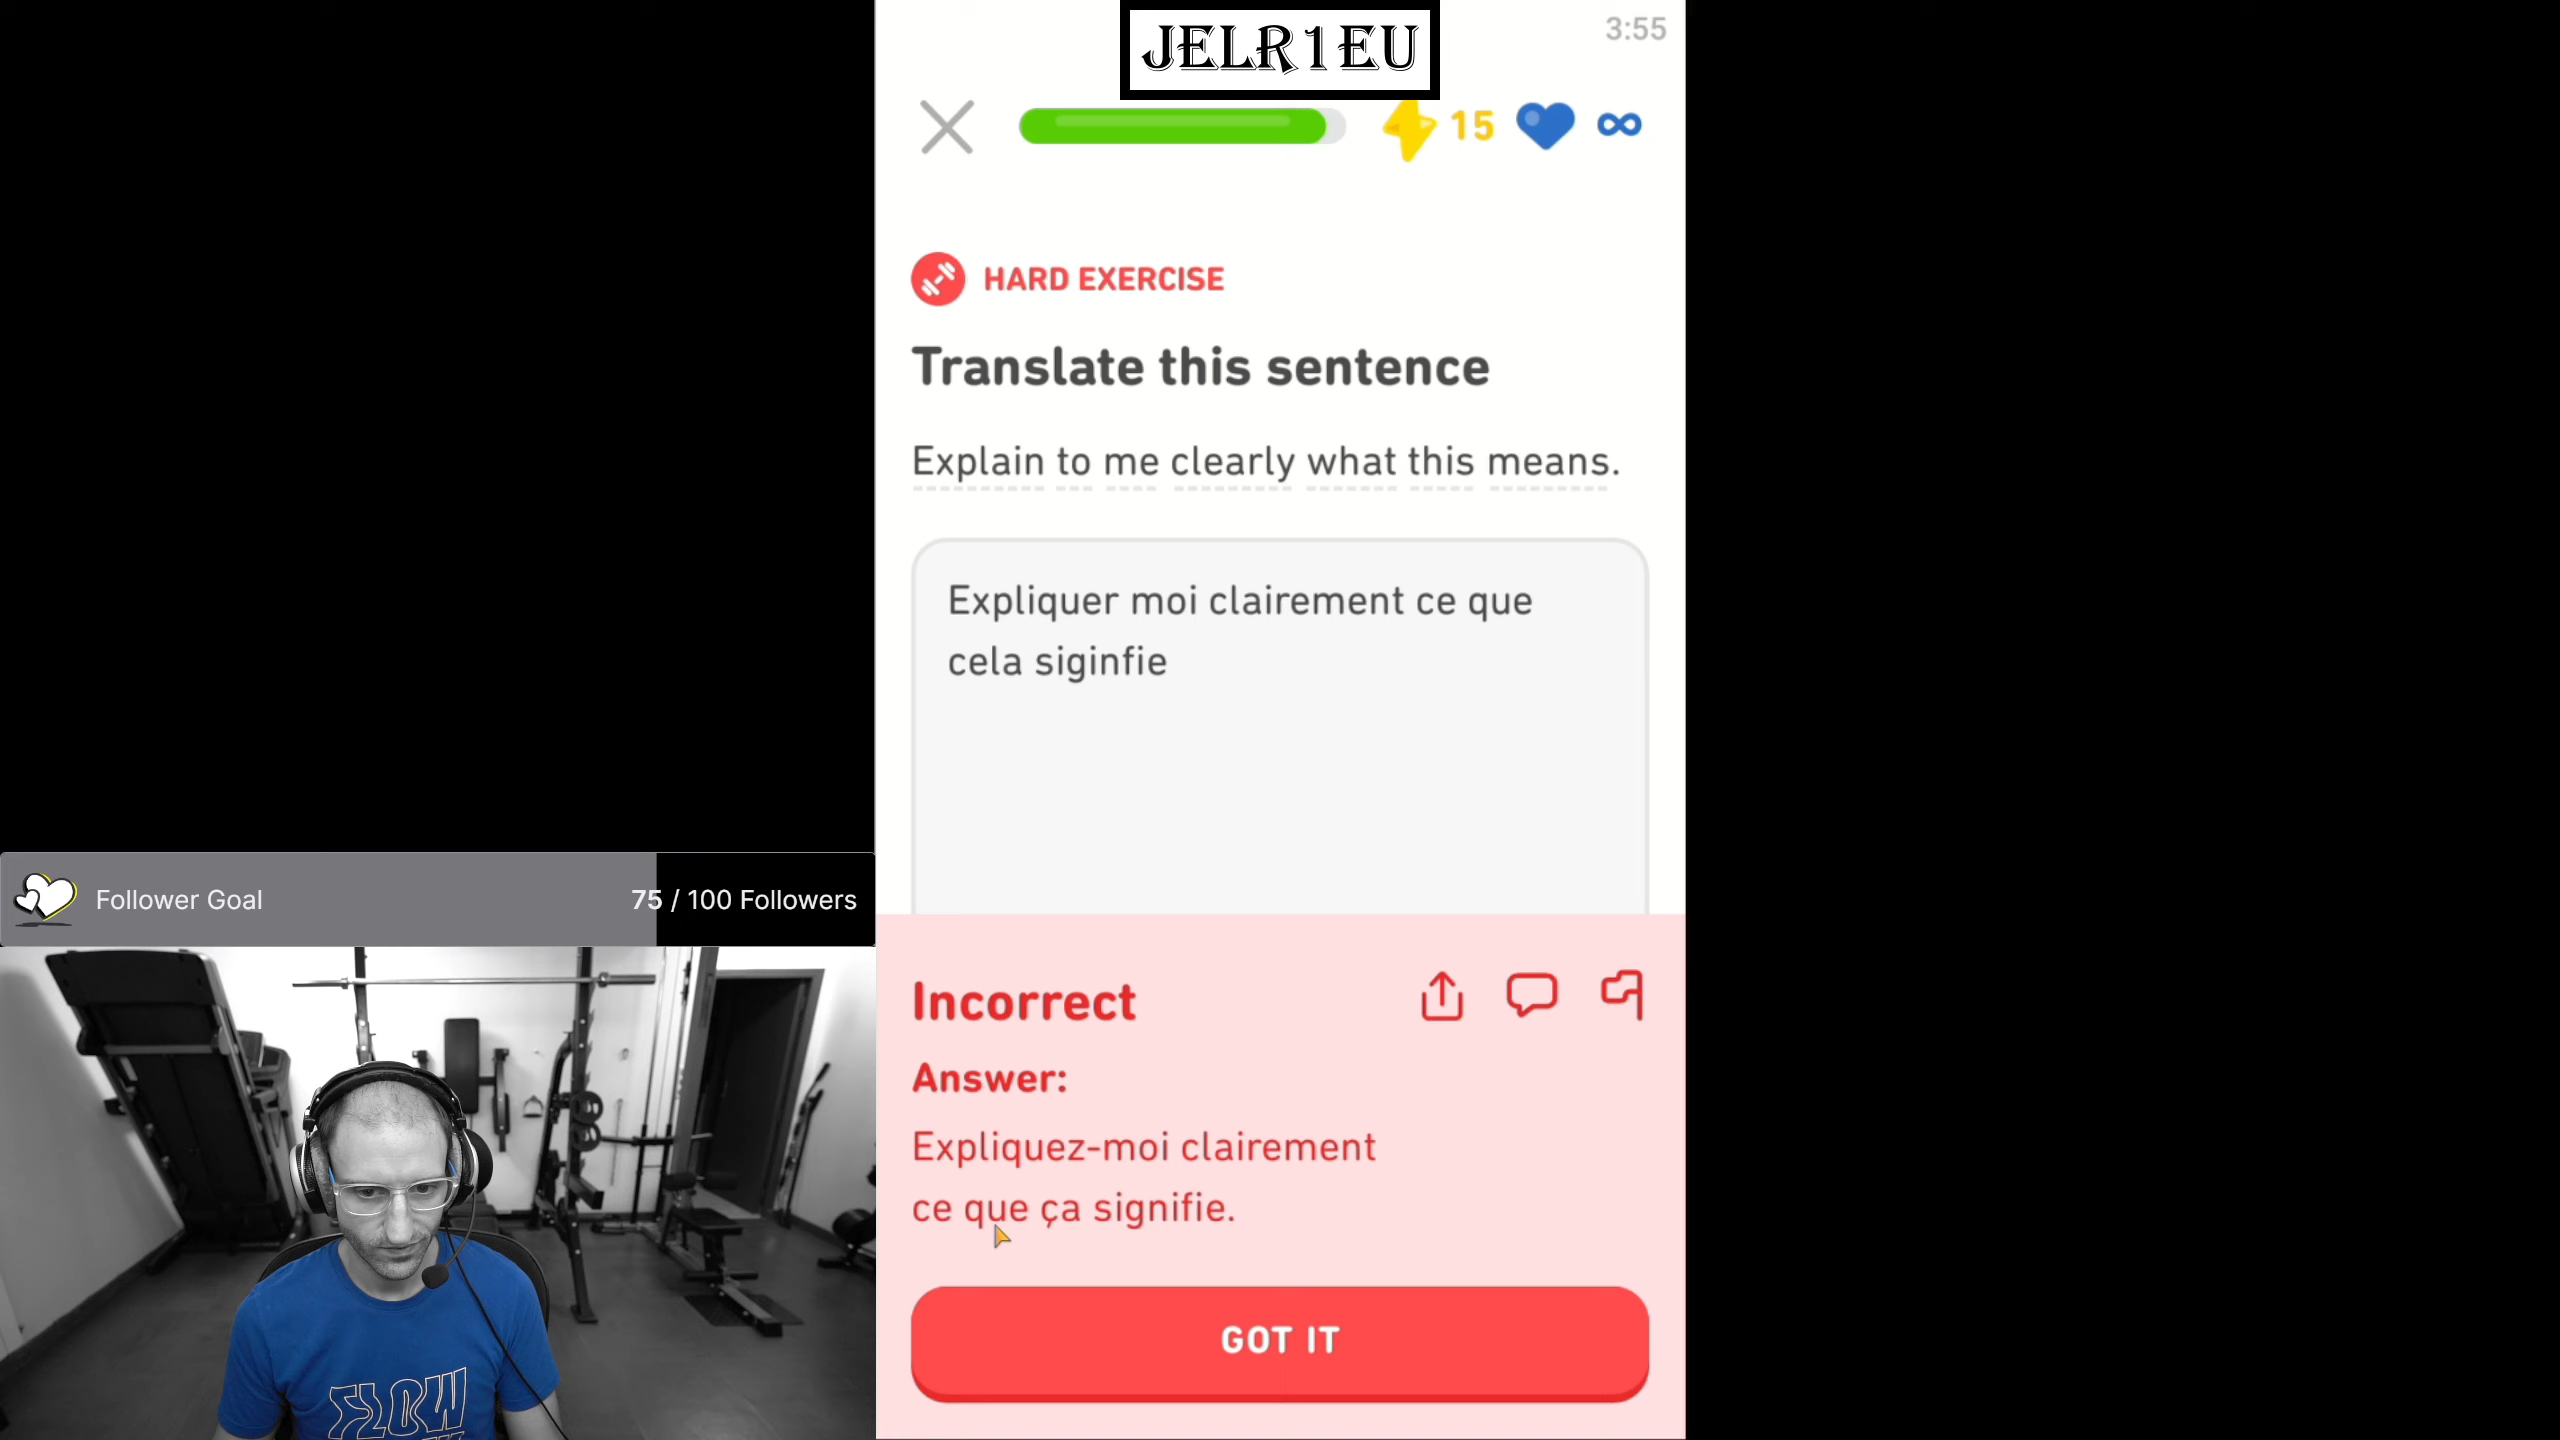 JELR1EU
3:55
15
HARD EXERCISE
Translate this sentence
Explain to me clearly what this means.
Expliquer moi clairement ce que
cela siginfie
Follower Goal
75 / 100 Followers
Incorrect
Answer:
Expliquez-moi clairement
ce que ça signifie.
GOT IT
FLOW